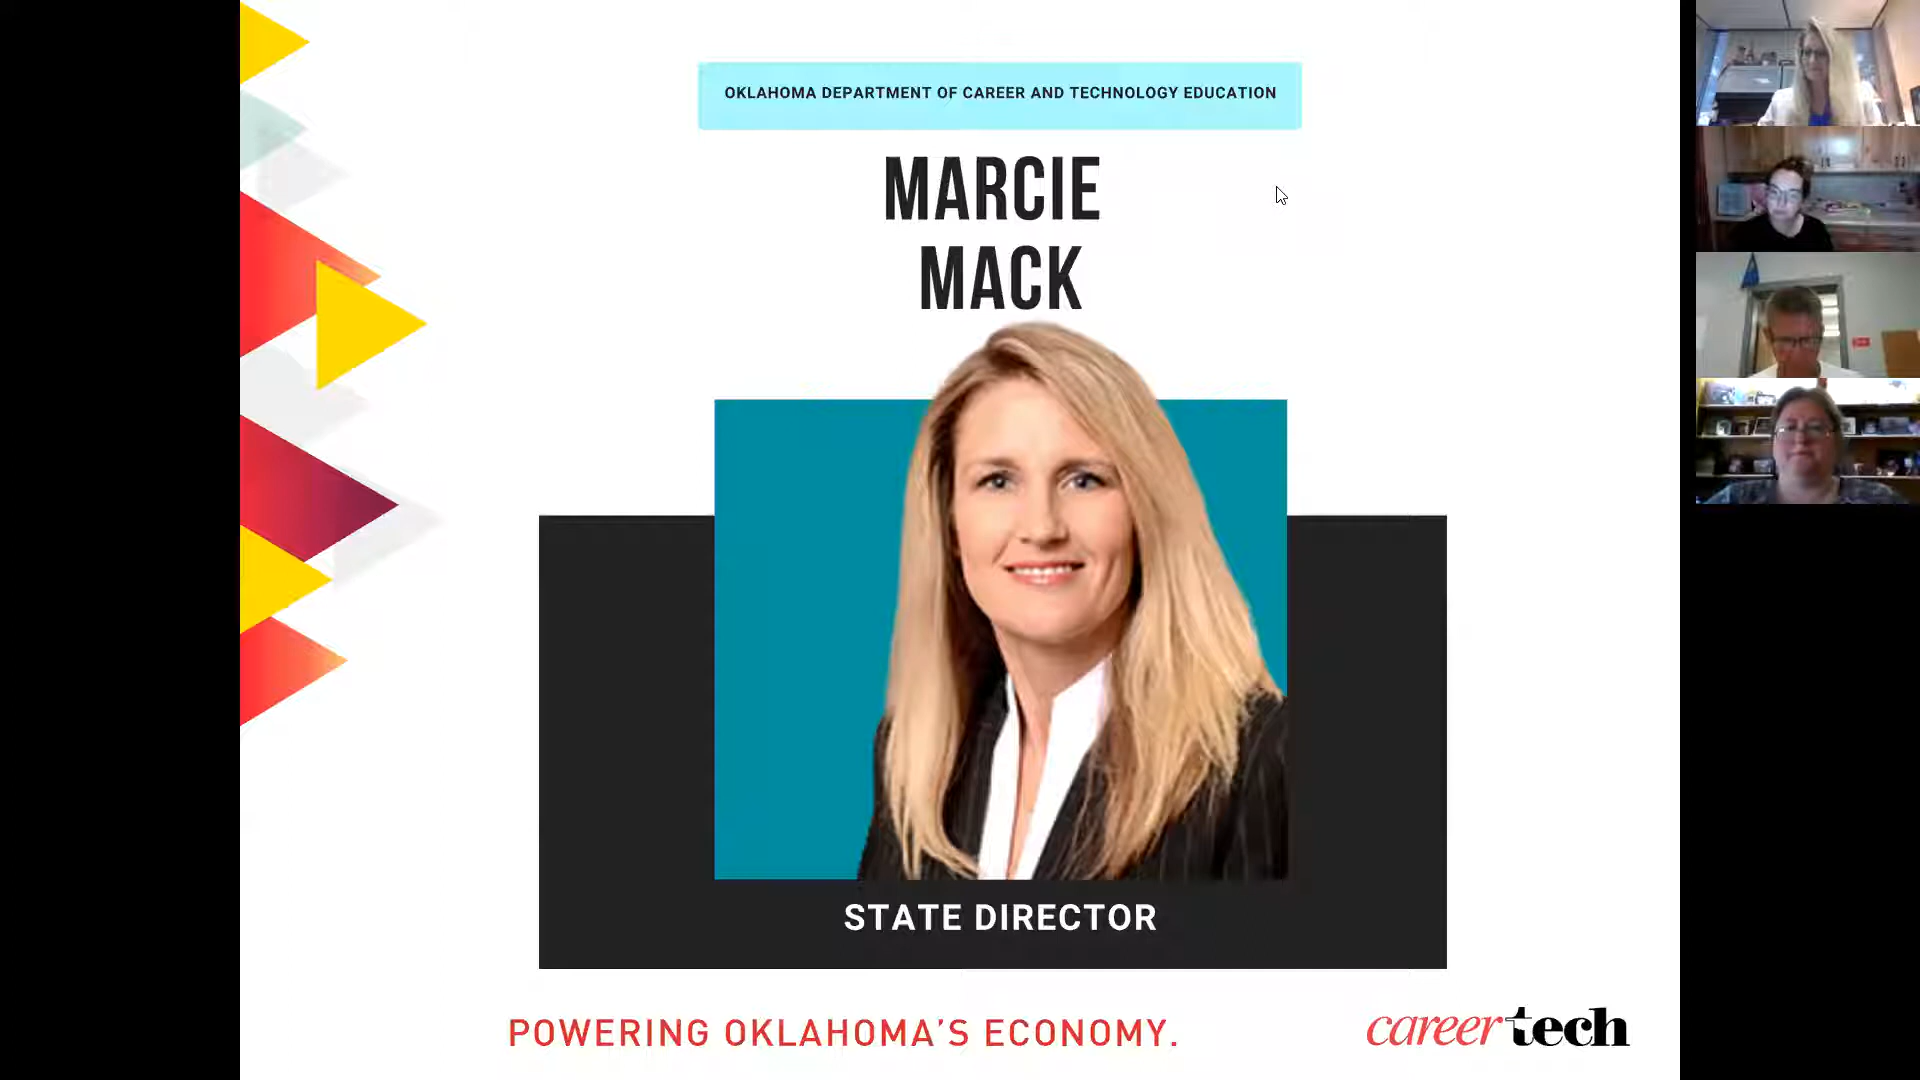 OKLAHOMA DEPARTMENT OF CAREER AND TECHNOLOGY EDUCATION
MARCIE
MACK
STATE DIRECTOR
POWERING OKLAHOMA'S ECONOMY.
careertech